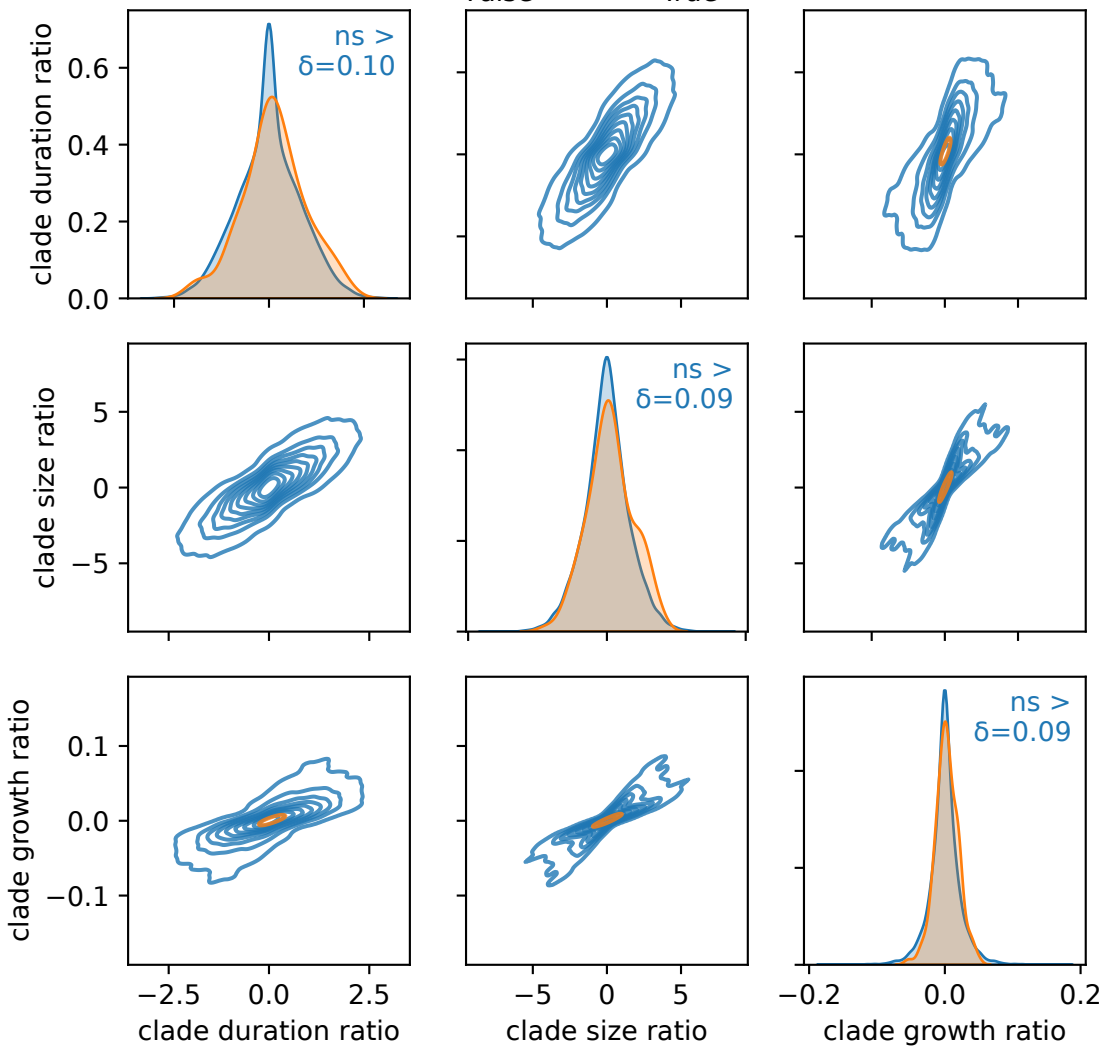 clade duration ratio
0.6
0.4
0.2
0.0
ns >
δ=0.10
clade size ratio
5
0
−5
ns >
δ=0.09
clade growth ratio
0.1
0.0
−0.1
ns >
δ=0.09
−2.5
0.0
2.5
−5
0
5
−0.2
0.0
0.2
clade duration ratio
clade size ratio
clade growth ratio